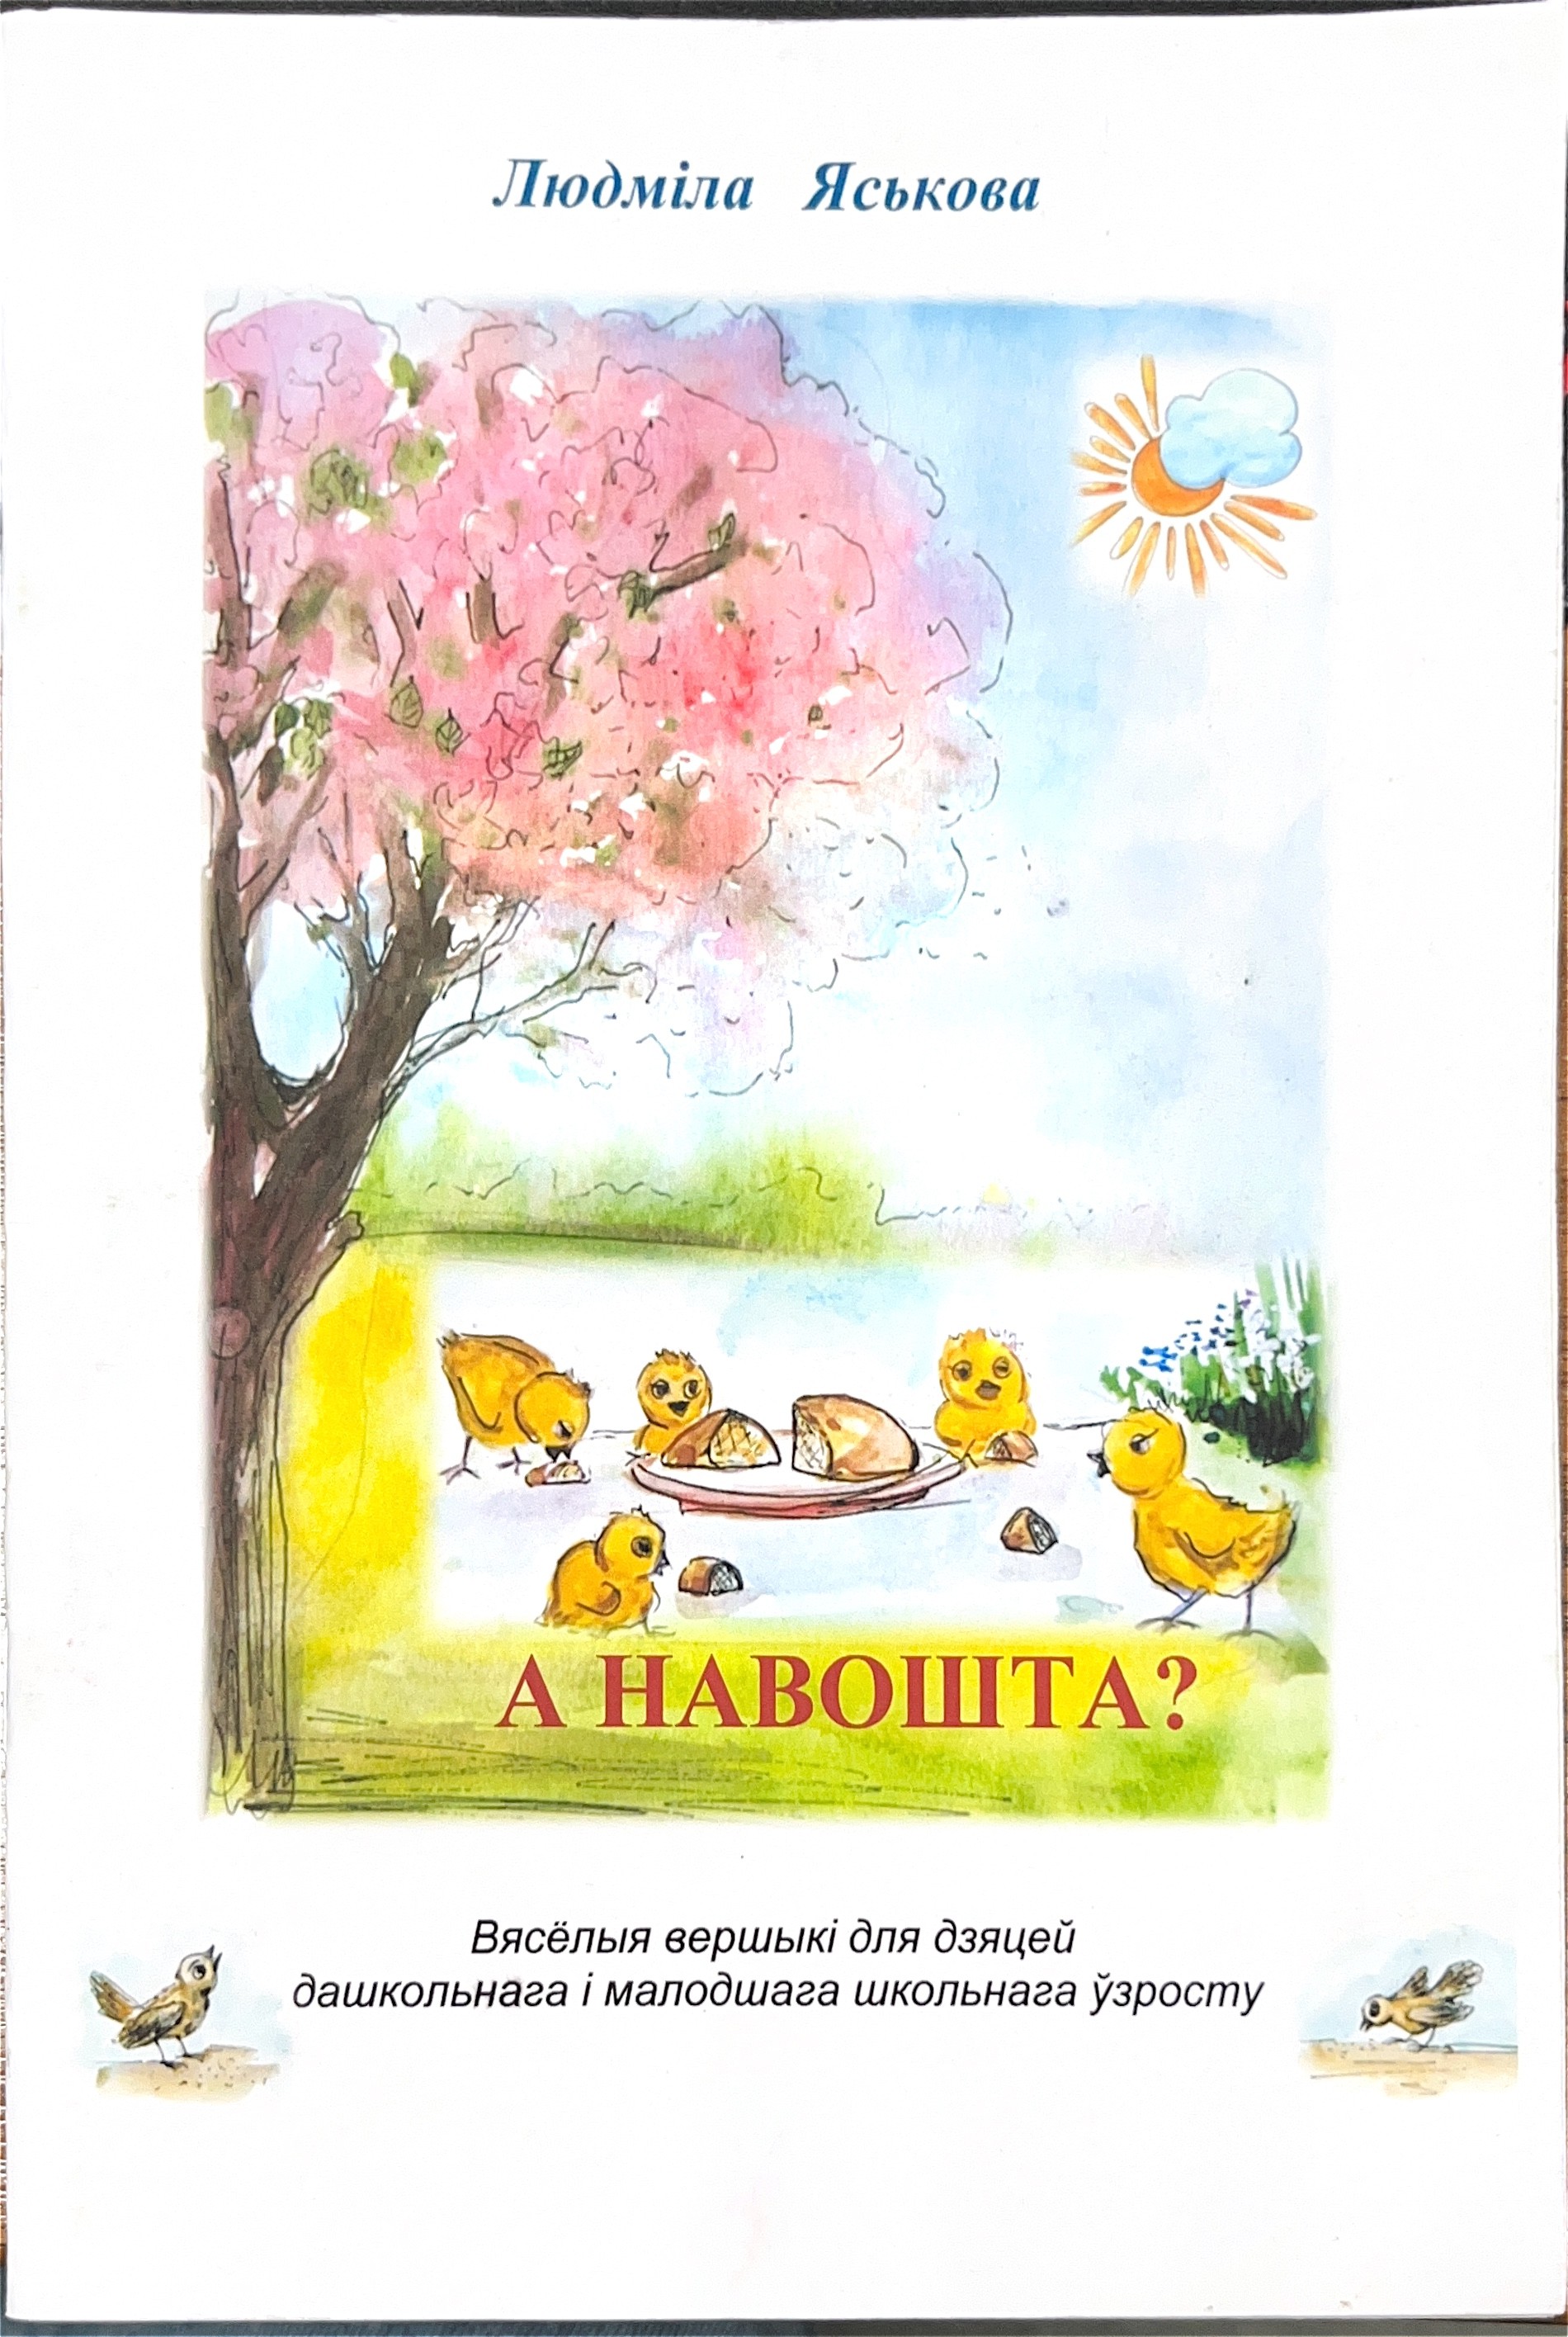 Людміла Яськова
А НАВОШТА?
Вясёлыя вершыкі для дзяцей
дашкольнага і малодшага школьнага ўзросту